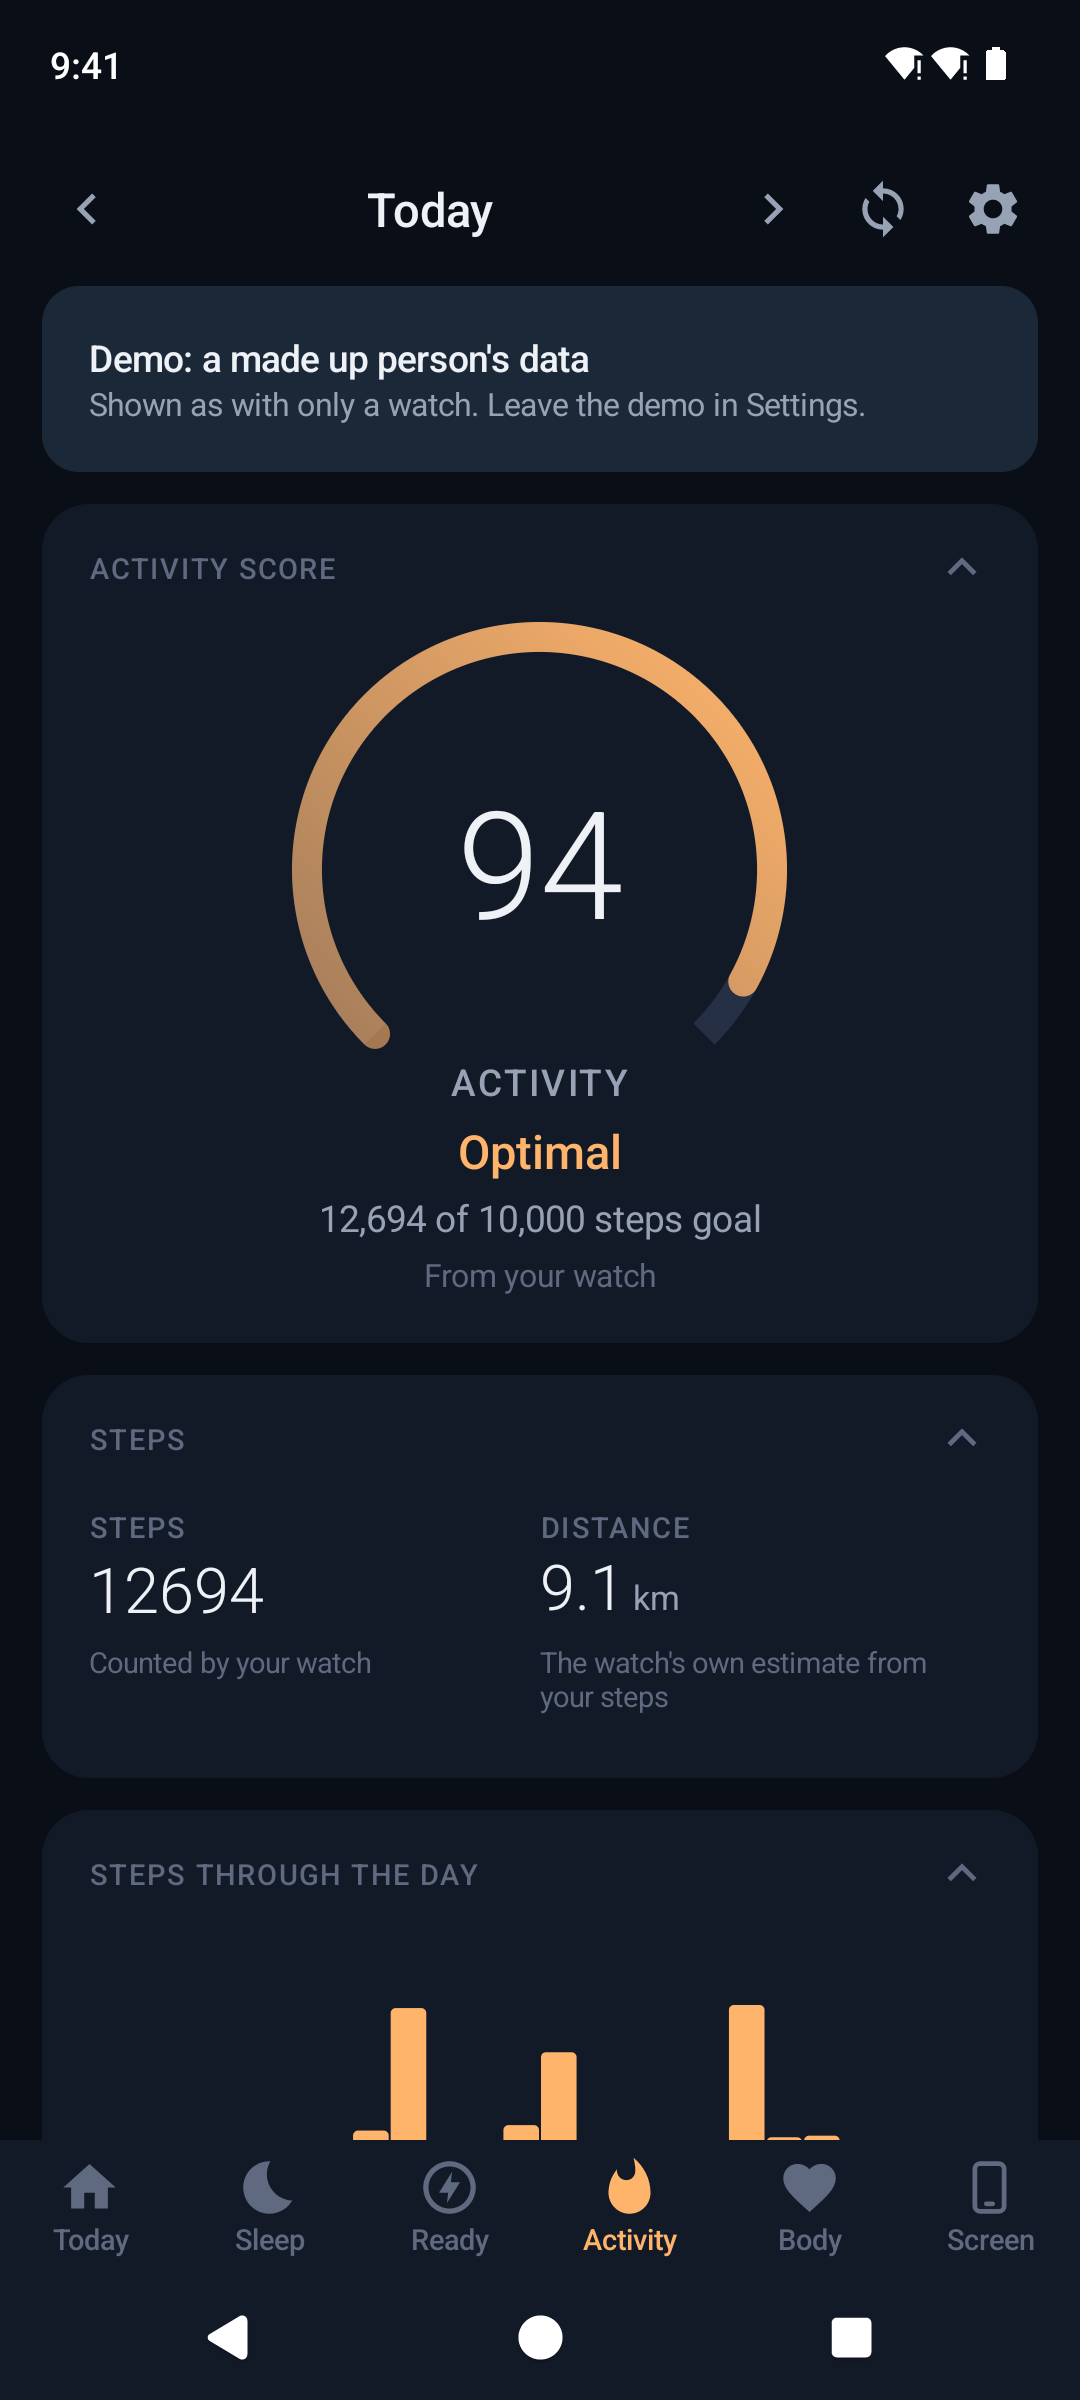 9:41
Today
Demo: a made up person's data
Shown as with only a watch. Leave the demo in Settings.
ACTIVITY SCORE
94
ACTIVITY
Optimal
12,694 of 10,000 steps goal
From your watch
STEPS
STEPS
12694
Counted by your watch
DISTANCE
9.1 km
The watch's own estimate from
your steps
STEPS THROUGH THE DAY
Today
Sleep
Ready
Activity
Body
Screen